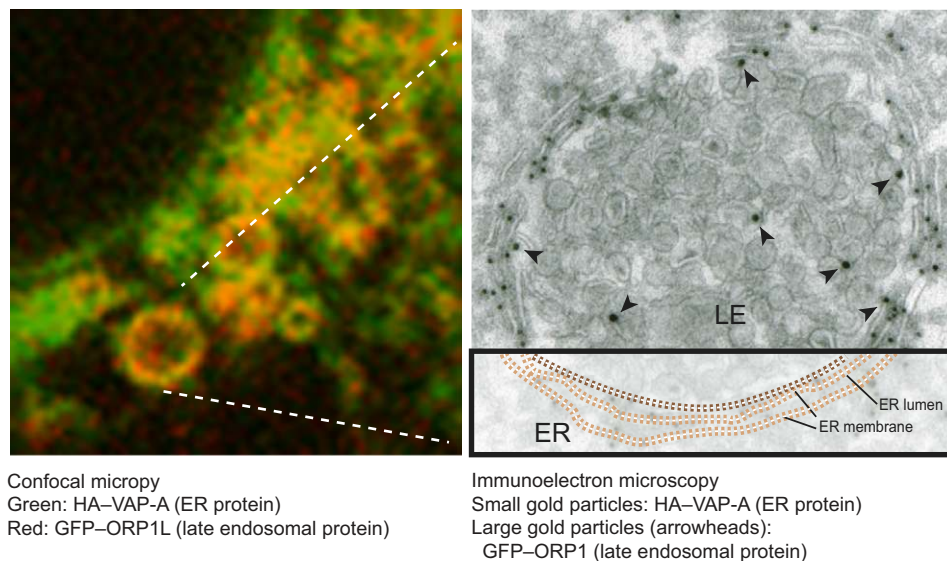 LE
ER lumen
ER membrane
ER
Confocal micropy
Green: HA–VAP-A (ER protein)
Red: GFP–ORP1L (late endosomal protein)
Immunoelectron microscopy
Small gold particles: HA–VAP-A (ER protein)
Large gold particles (arrowheads):
GFP–ORP1 (late endosomal protein)